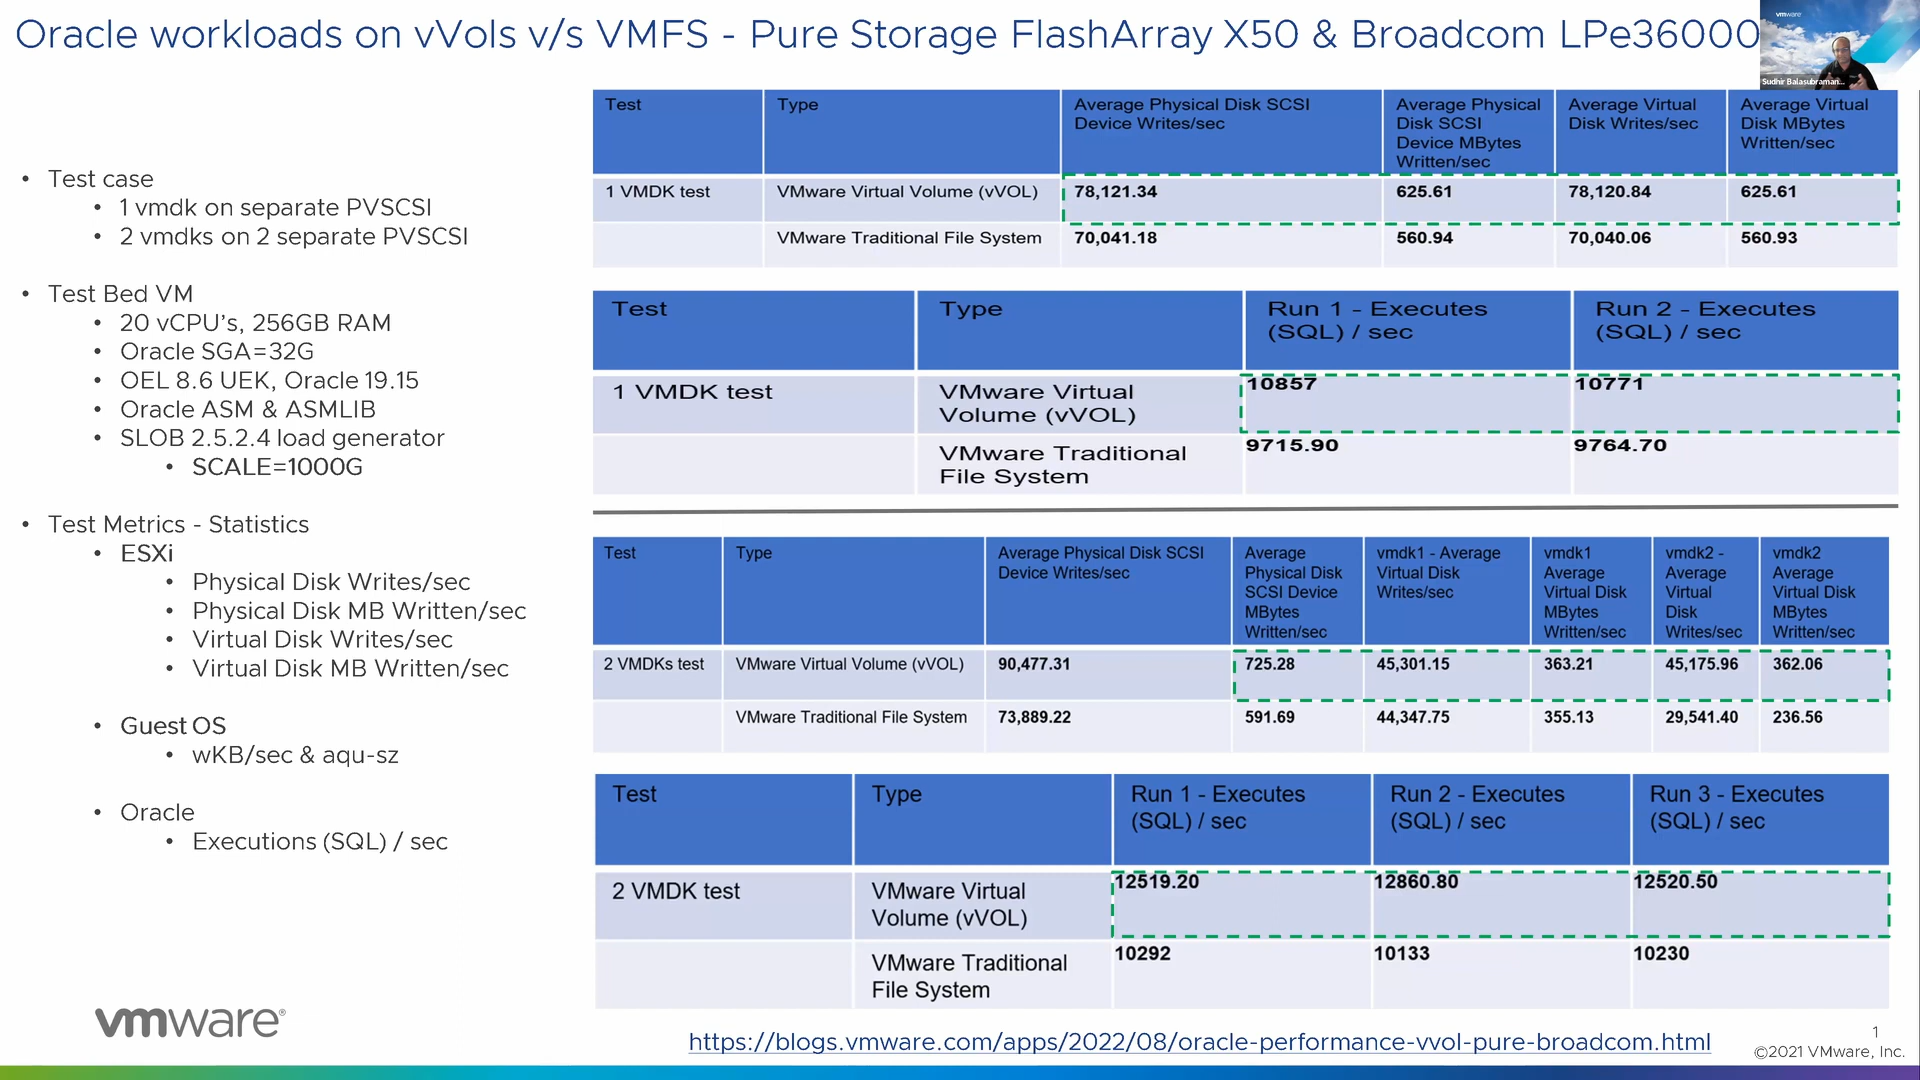 Oracle workloads on vVols v/s VMFS - Pure Storage FlashArray X50 & Broadcom LPe36000
vmware
Sudhir Balasubraman...
• Test case
• 1 vmdk on separate PVSCSI
• 2 vmdks on 2 separate PVSCSI
• Test Bed VM
• 20 vCPU's, 256GB RAM
• Oracle SGA=32G
• OEL 8.6 UEK, Oracle 19.15
• Oracle ASM & ASMLIB
• SLOB 2.5.2.4 load generator
• SCALE=1000G
• Test Metrics - Statistics
• ESXi
• Physical Disk Writes/sec
• Physical Disk MB Written/sec
• Virtual Disk Writes/sec
• Virtual Disk MB Written/sec
• Guest OS
• wKB/sec & aqu-sz
• Oracle
• Executions (SQL) / sec
Test
Type
Average Physical Disk SCSI
Device Writes/sec
Average Physical
Disk SCSI
Device MBytes
Written/sec
Average Virtual
Disk Writes/sec
Average Virtual
Disk MBytes
Written/sec
1 VMDK test VMware Virtual Volume (vVOL) 78,121.34 625.61 78,120.84 625.61
VMware Traditional File System 70,041.18 560.94 70,040.06 560.93
Test
Type
Run 1 - Executes
(SQL) / sec
Run 2 - Executes
(SQL) / sec
1 VMDK test
VMware Virtual
Volume (vVOL)
10857
10771
VMware Traditional
File System
9715.90
9764.70
Test
Type
Average Physical Disk SCSI
Device Writes/sec
Average
Physical Disk
SCSI Device
MBytes
Written/sec
vmdk1 - Average
Virtual Disk
Writes/sec
vmdk1
Average
Virtual Disk
MBytes
Written/sec
vmdk2 -
Average
Virtual
Disk
Writes/sec
vmdk2
Average
Virtual Disk
MBytes
Written/sec
2 VMDKs test VMware Virtual Volume (vVOL) 90,477.31 725.28 45,301.15 363.21 45,175.96 362.06
VMware Traditional File System 73,889.22 591.69 44,347.75 355.13 29,541.40 236.56
Test
Type
Run 1 - Executes
(SQL) / sec
Run 2 - Executes
(SQL) / sec
Run 3 - Executes
(SQL) / sec
2 VMDK test
VMware Virtual
Volume (vVOL)
12519.20
12860.80
12520.50
VMware Traditional
File System
10292
10133
10230
vmware®
https://blogs.vmware.com/apps/2022/08/oracle-performance-vvol-pure-broadcom.html
1
©2021 VMware, Inc.